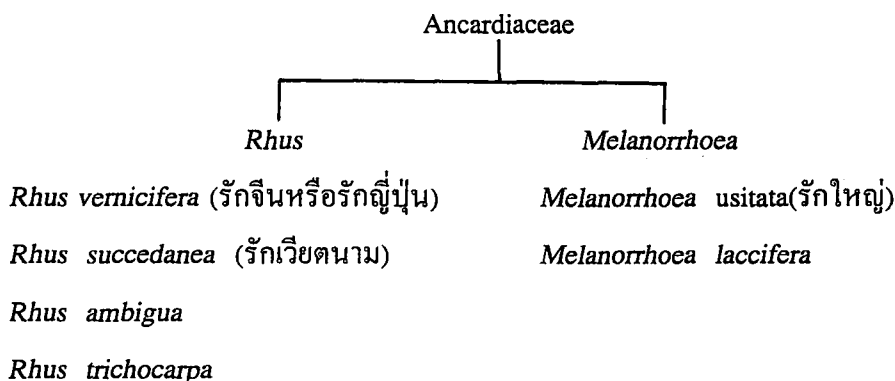 Ancardiaceae
Rhus Melanorrhoea
Rhus vernicifera (รักจีนหรือรักญี่ปุ่น) Melanorrhoea usitata(รักใหญ่)
Rhus succedanea (รักเวียตนาม) Melanorrhoea laccifera
Rhus ambigua
Rhus trichocarpa